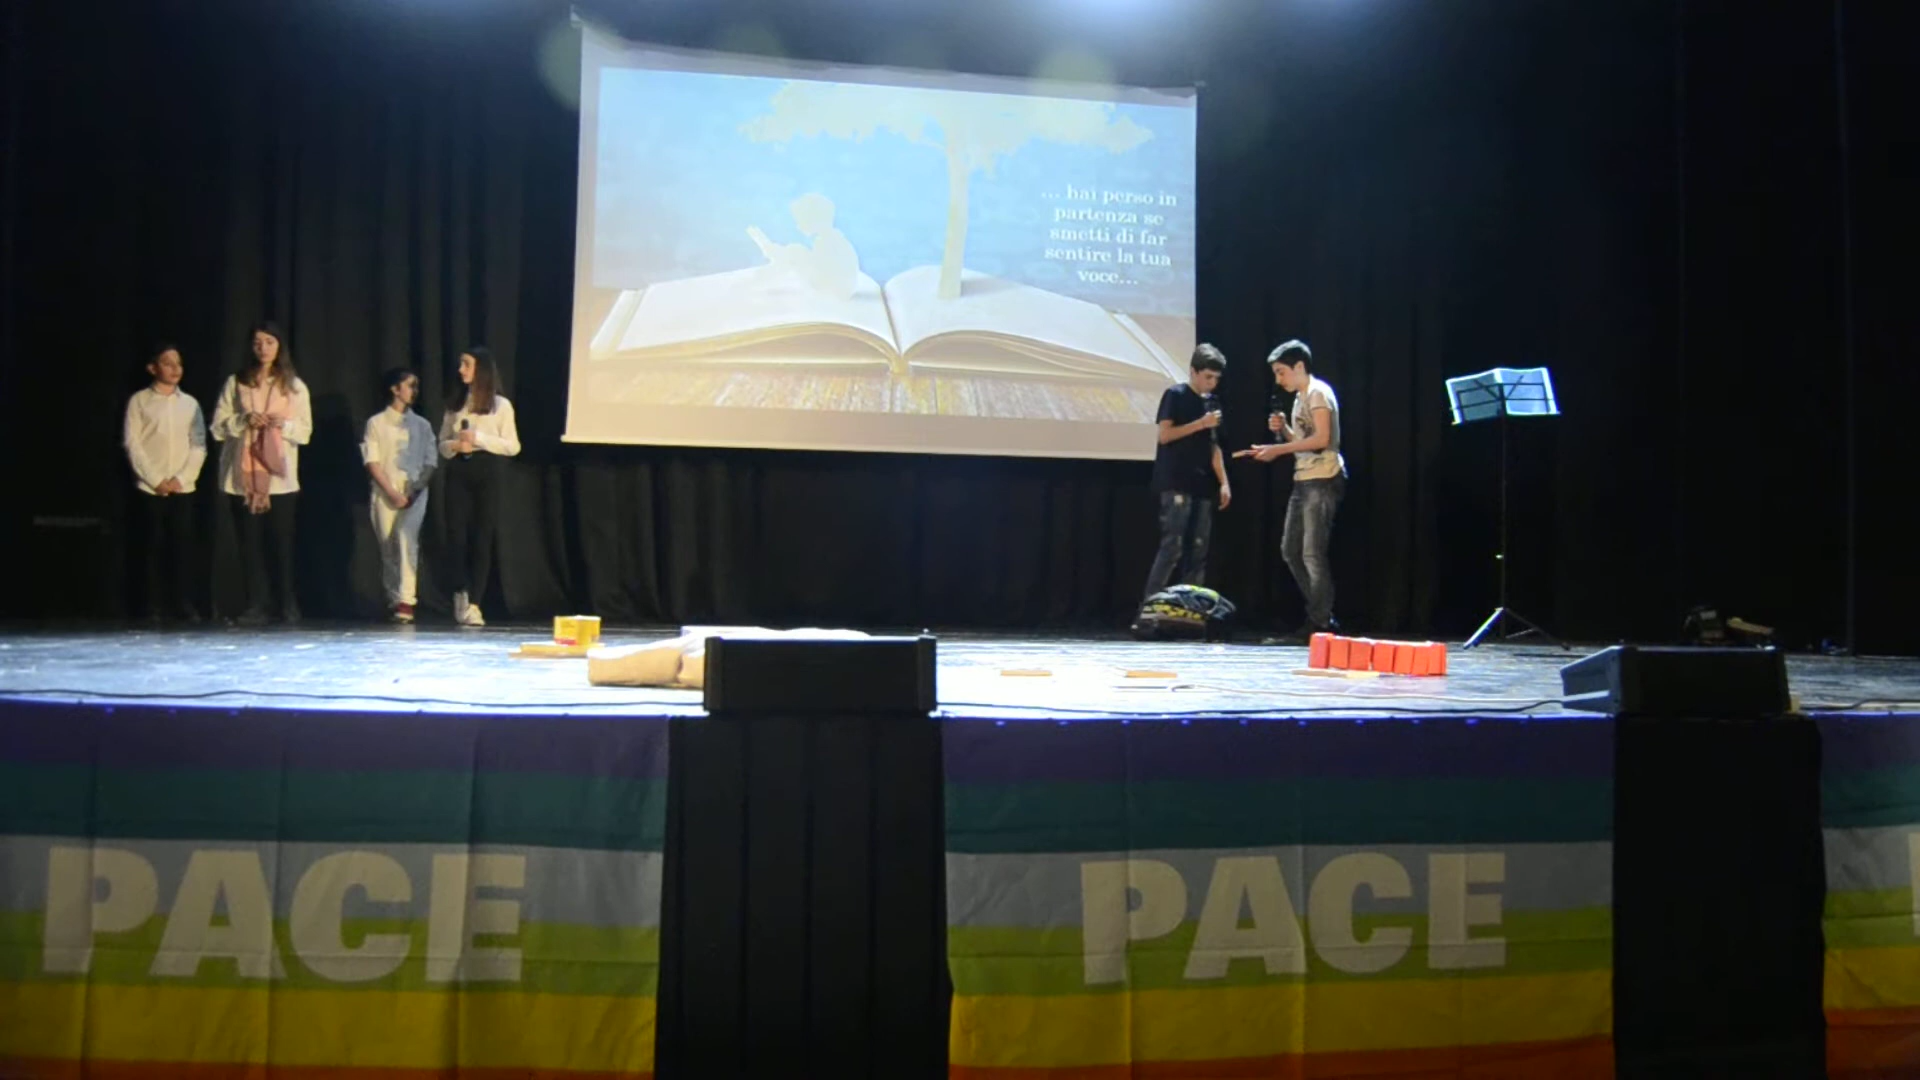 ... hai perso in
partenza se
smetti di far
sentire la tua
voce...
PACE
PACE